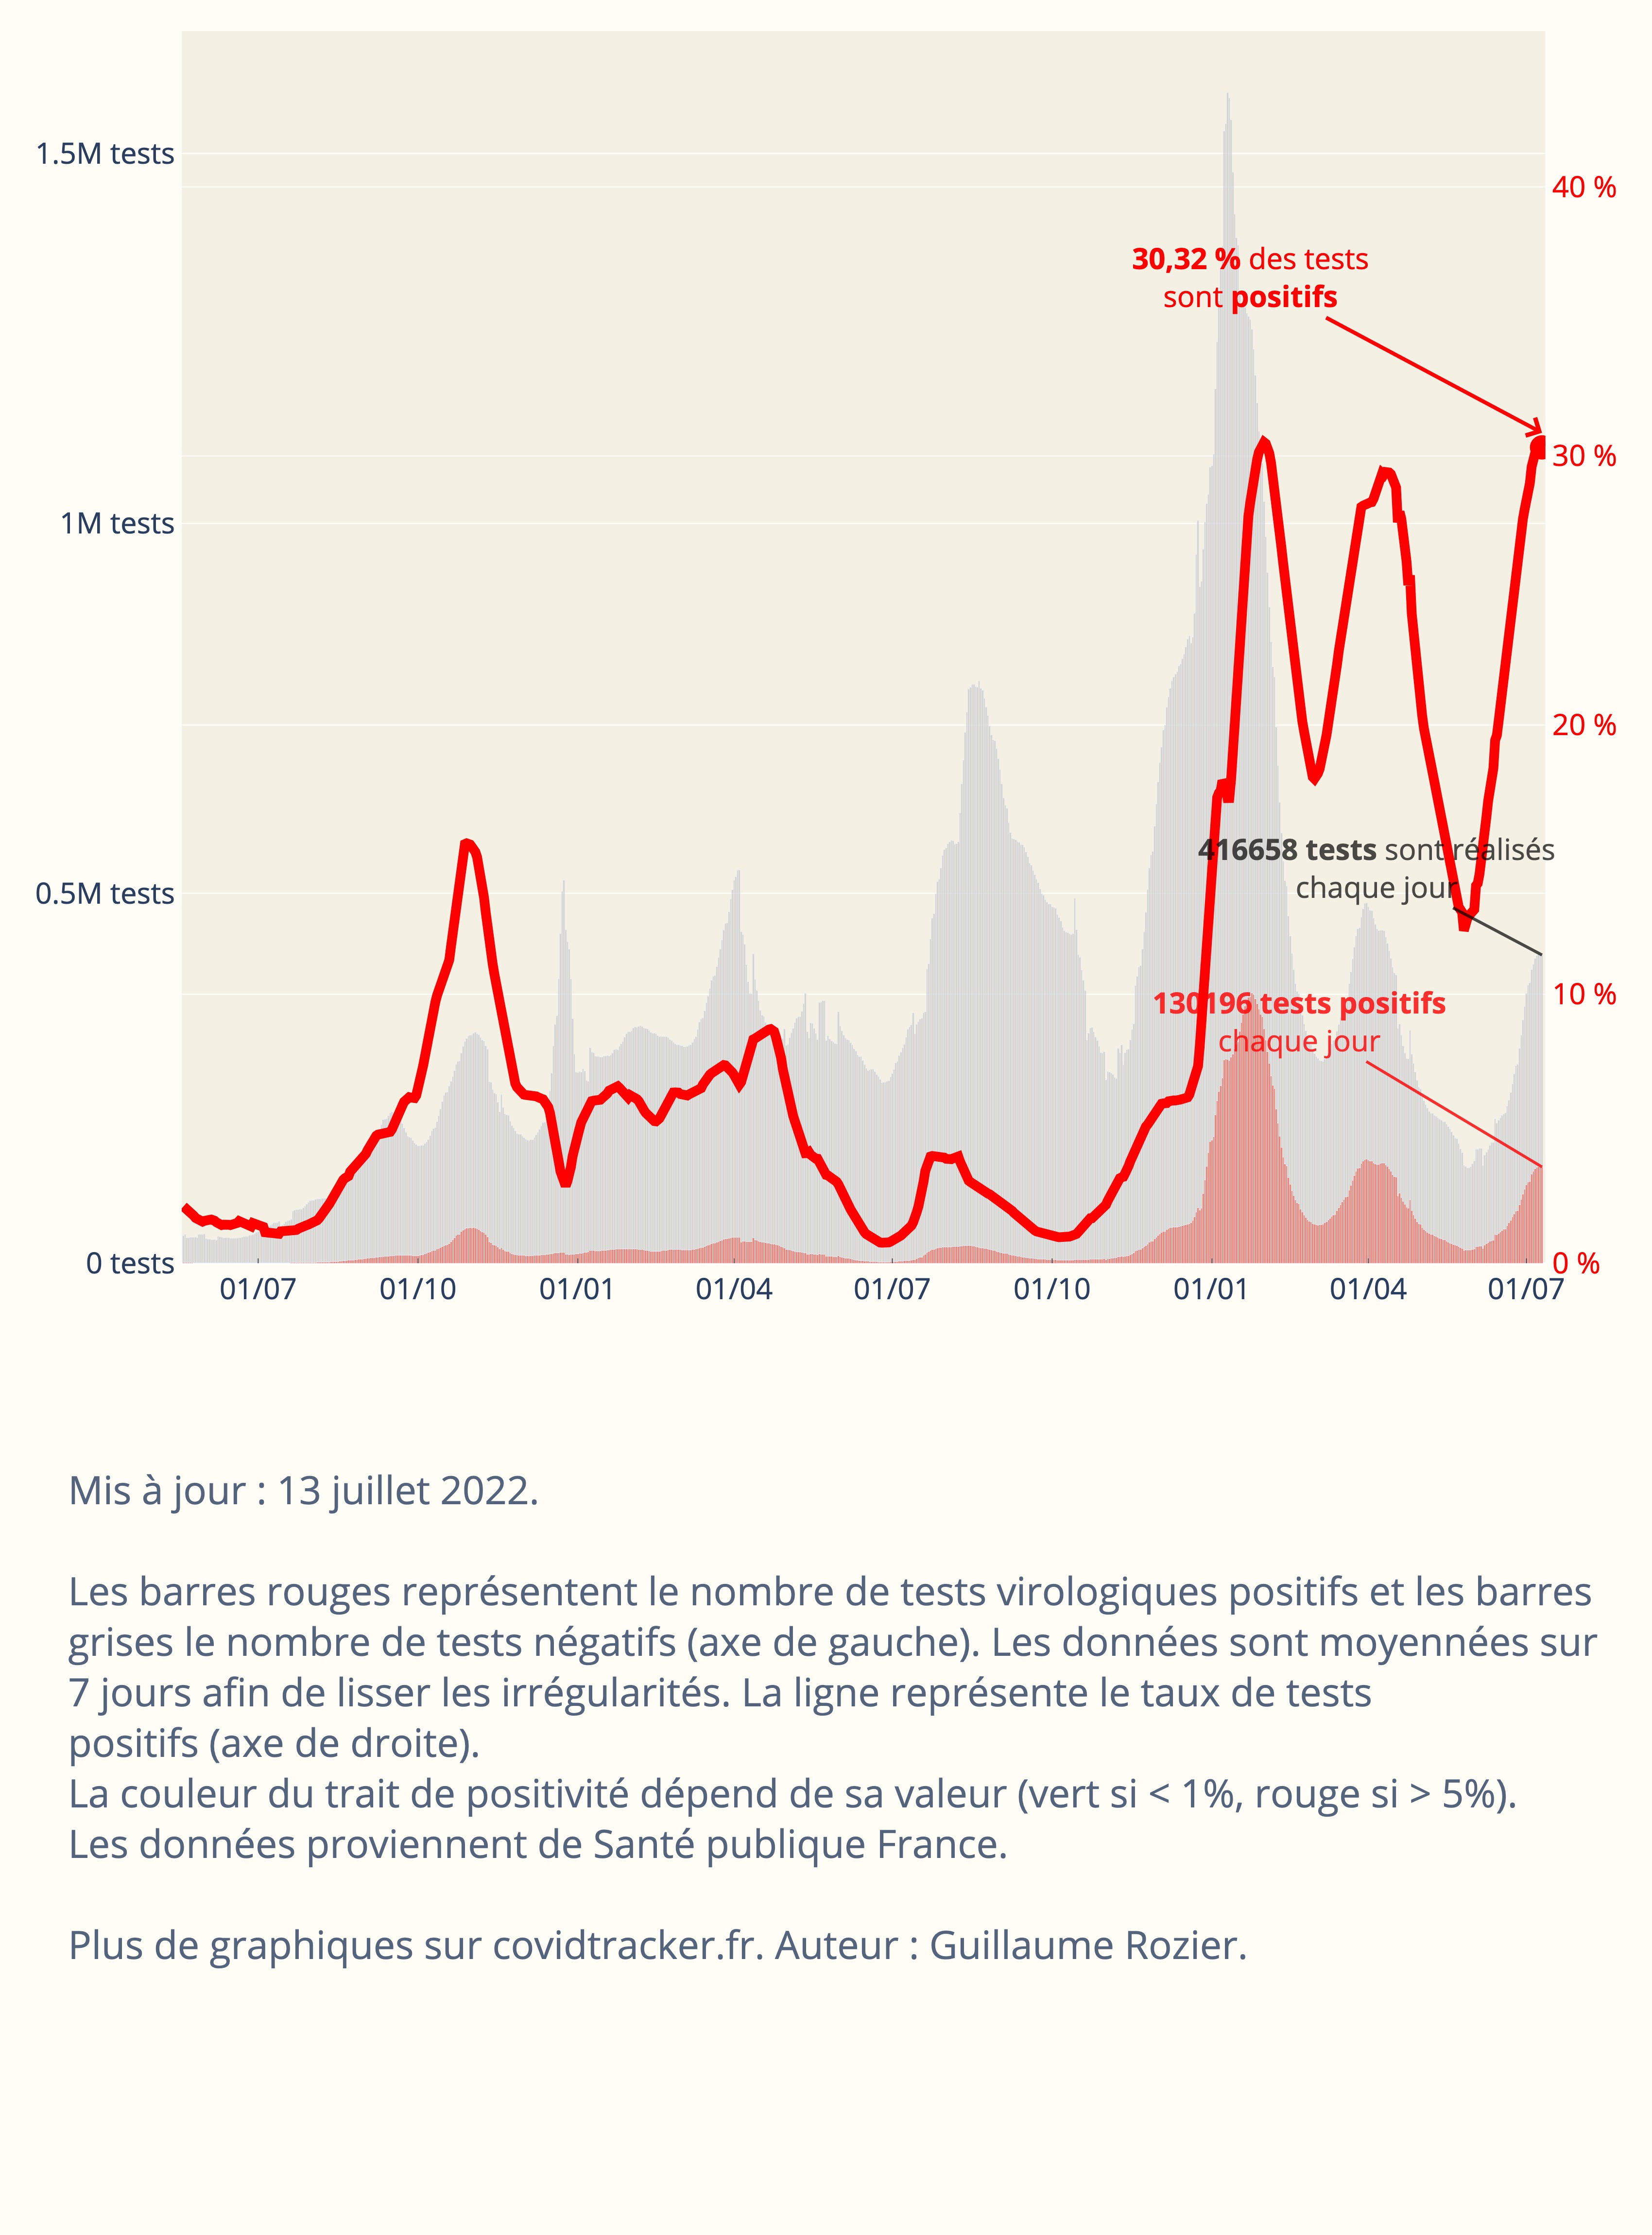 1.5M tests
40 %
30,32 % des tests
sont positifs
30 %
1M tests
20 %
416658 tests sont réalisés
chaque jour
0.5M tests
10 %
130196 tests positifs
chaque jour
0 tests
0 %
01/07 01/10 01/01 01/04 01/07 01/10 01/01 01/04 01/07
Mis à jour : 13 juillet 2022.
Les barres rouges représentent le nombre de tests virologiques positifs et les barres
grises le nombre de tests négatifs (axe de gauche). Les données sont moyennées sur
7 jours afin de lisser les irrégularités. La ligne représente le taux de tests
positifs (axe de droite).
La couleur du trait de positivité dépend de sa valeur (vert si < 1%, rouge si > 5%).
Les données proviennent de Santé publique France.
Plus de graphiques sur covidtracker.fr. Auteur : Guillaume Rozier.